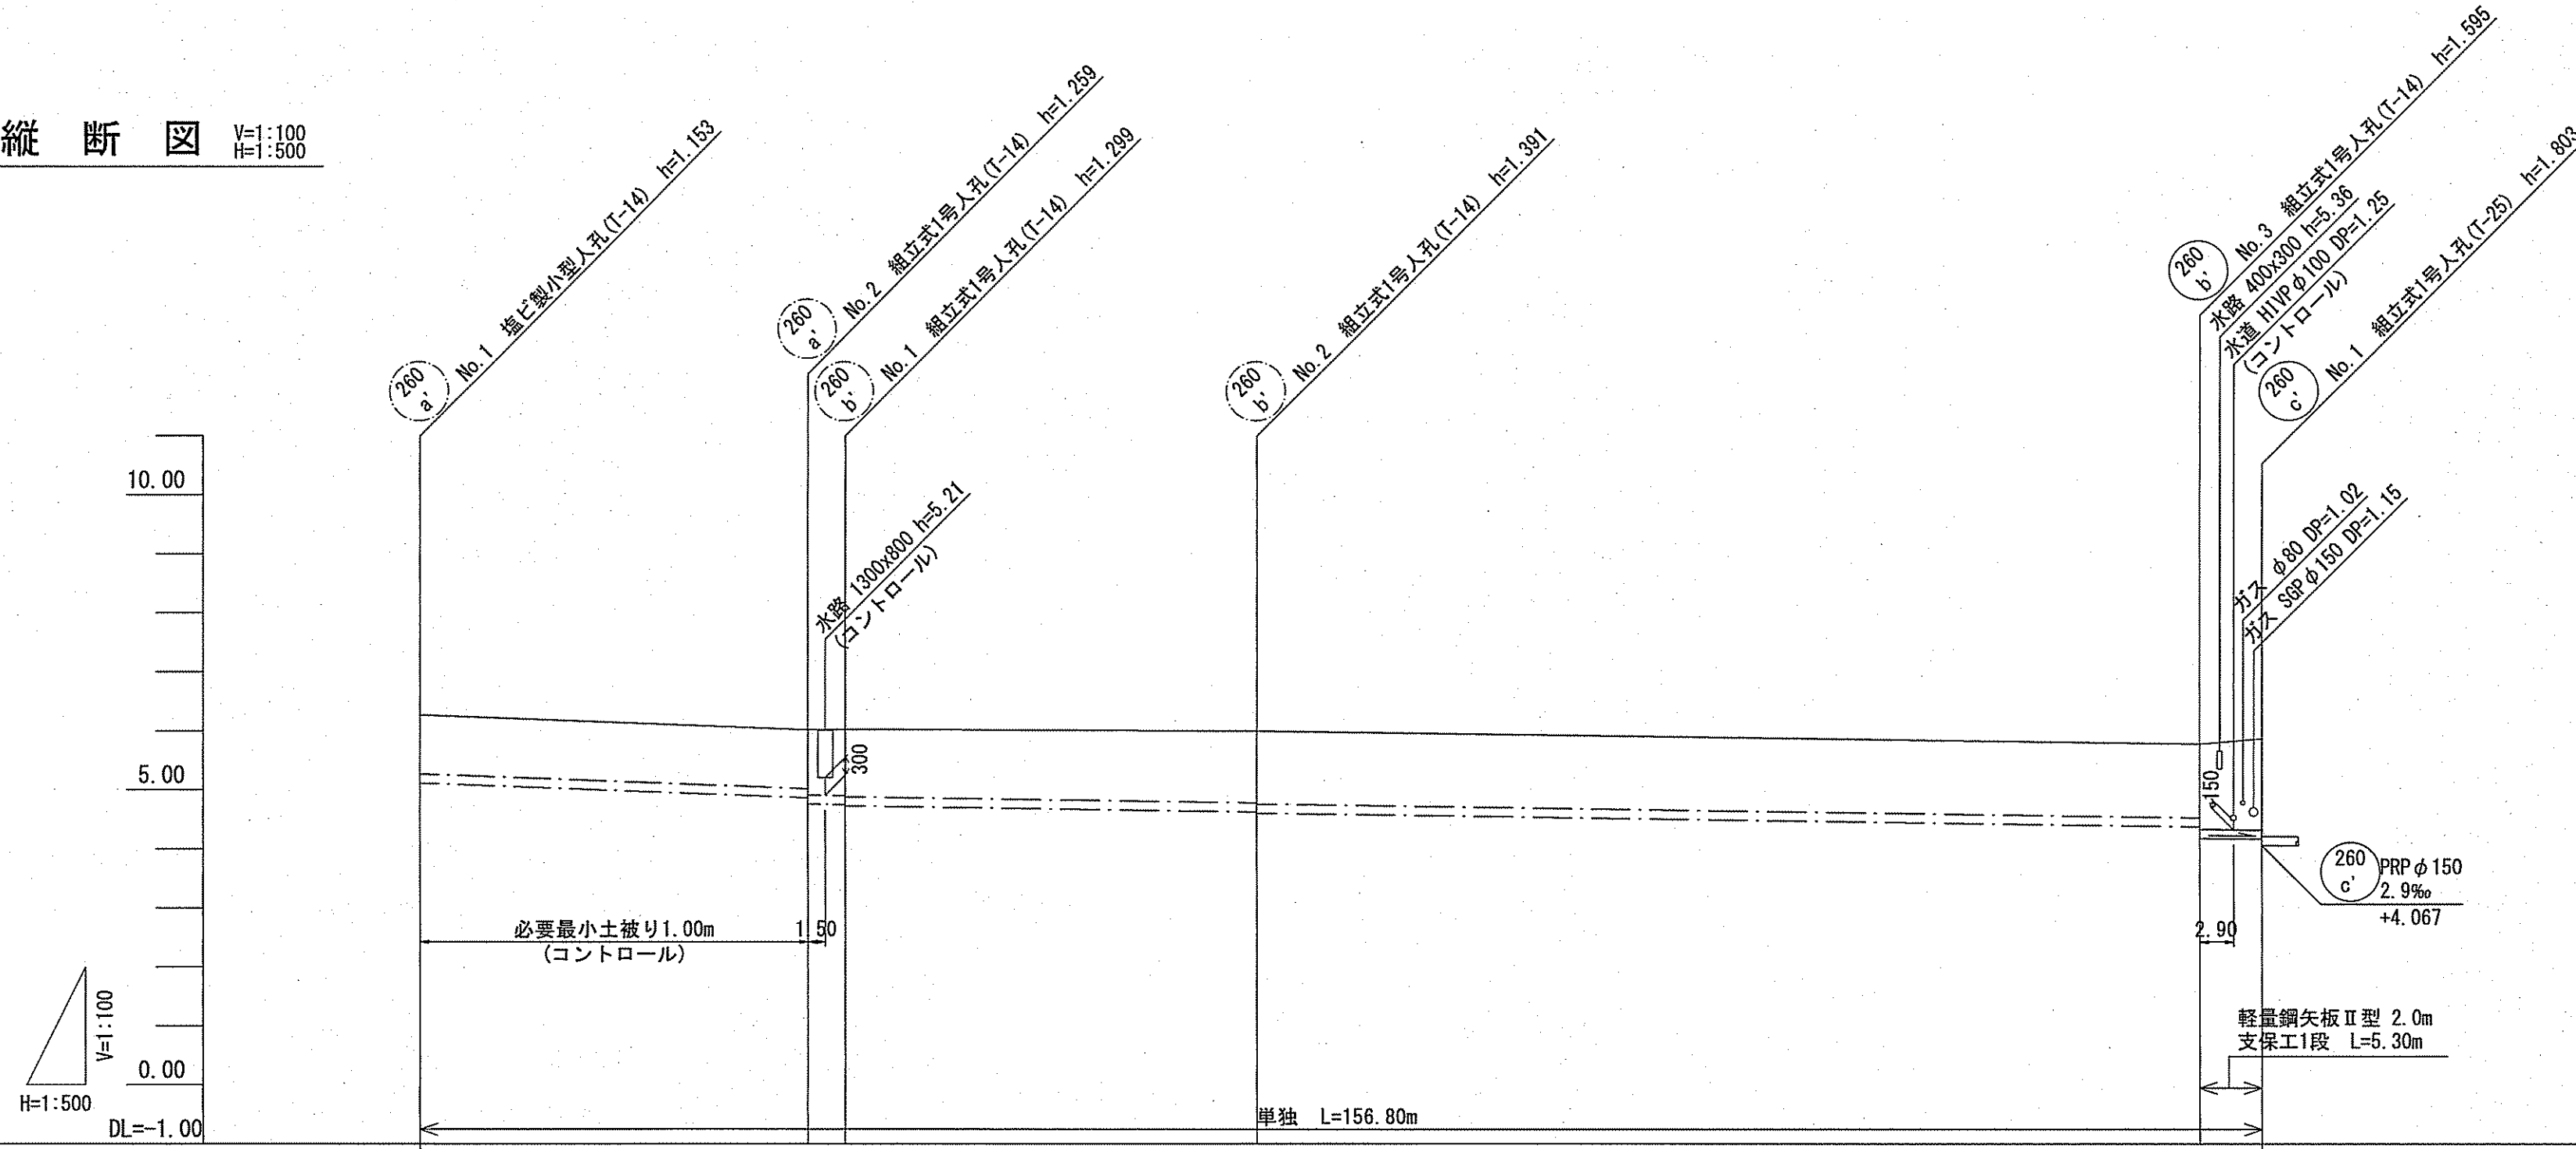 縦 断 図 V=1:100
H=1:500
260 a' No.1 塩ビ製小型人孔(T-14) h=1.153
260 a' No.2 組立式1号人孔(T-14) h=1.259
260 b' No.1 組立式1号人孔(T-14) h=1.299
260 b' No.2 組立式1号人孔(T-14) h=1.391
260 b' No.3 組立式1号人孔(T-14) h=1.595
水路 400x300 h=5.36
水道 HIVPφ100 DP=1.25
(コントロール)
260 c' No.1 組立式1号人孔(T-25) h=1.803
水路 1300x800 h=5.21
(コントロール)
ガス φ80 DP=1.02
ガス SGPφ150 DP=1.15
10.00
5.00
0.00
DL=-1.00
V=1:100
H=1:500
300
150
必要最小土被り1.00m
(コントロール)
1.50
2.90
260 c' PRPφ150
2.9‰
+4.067
軽量鋼矢板Ⅱ型 2.0m
支保工1段 L=5.30m
単独 L=156.80m